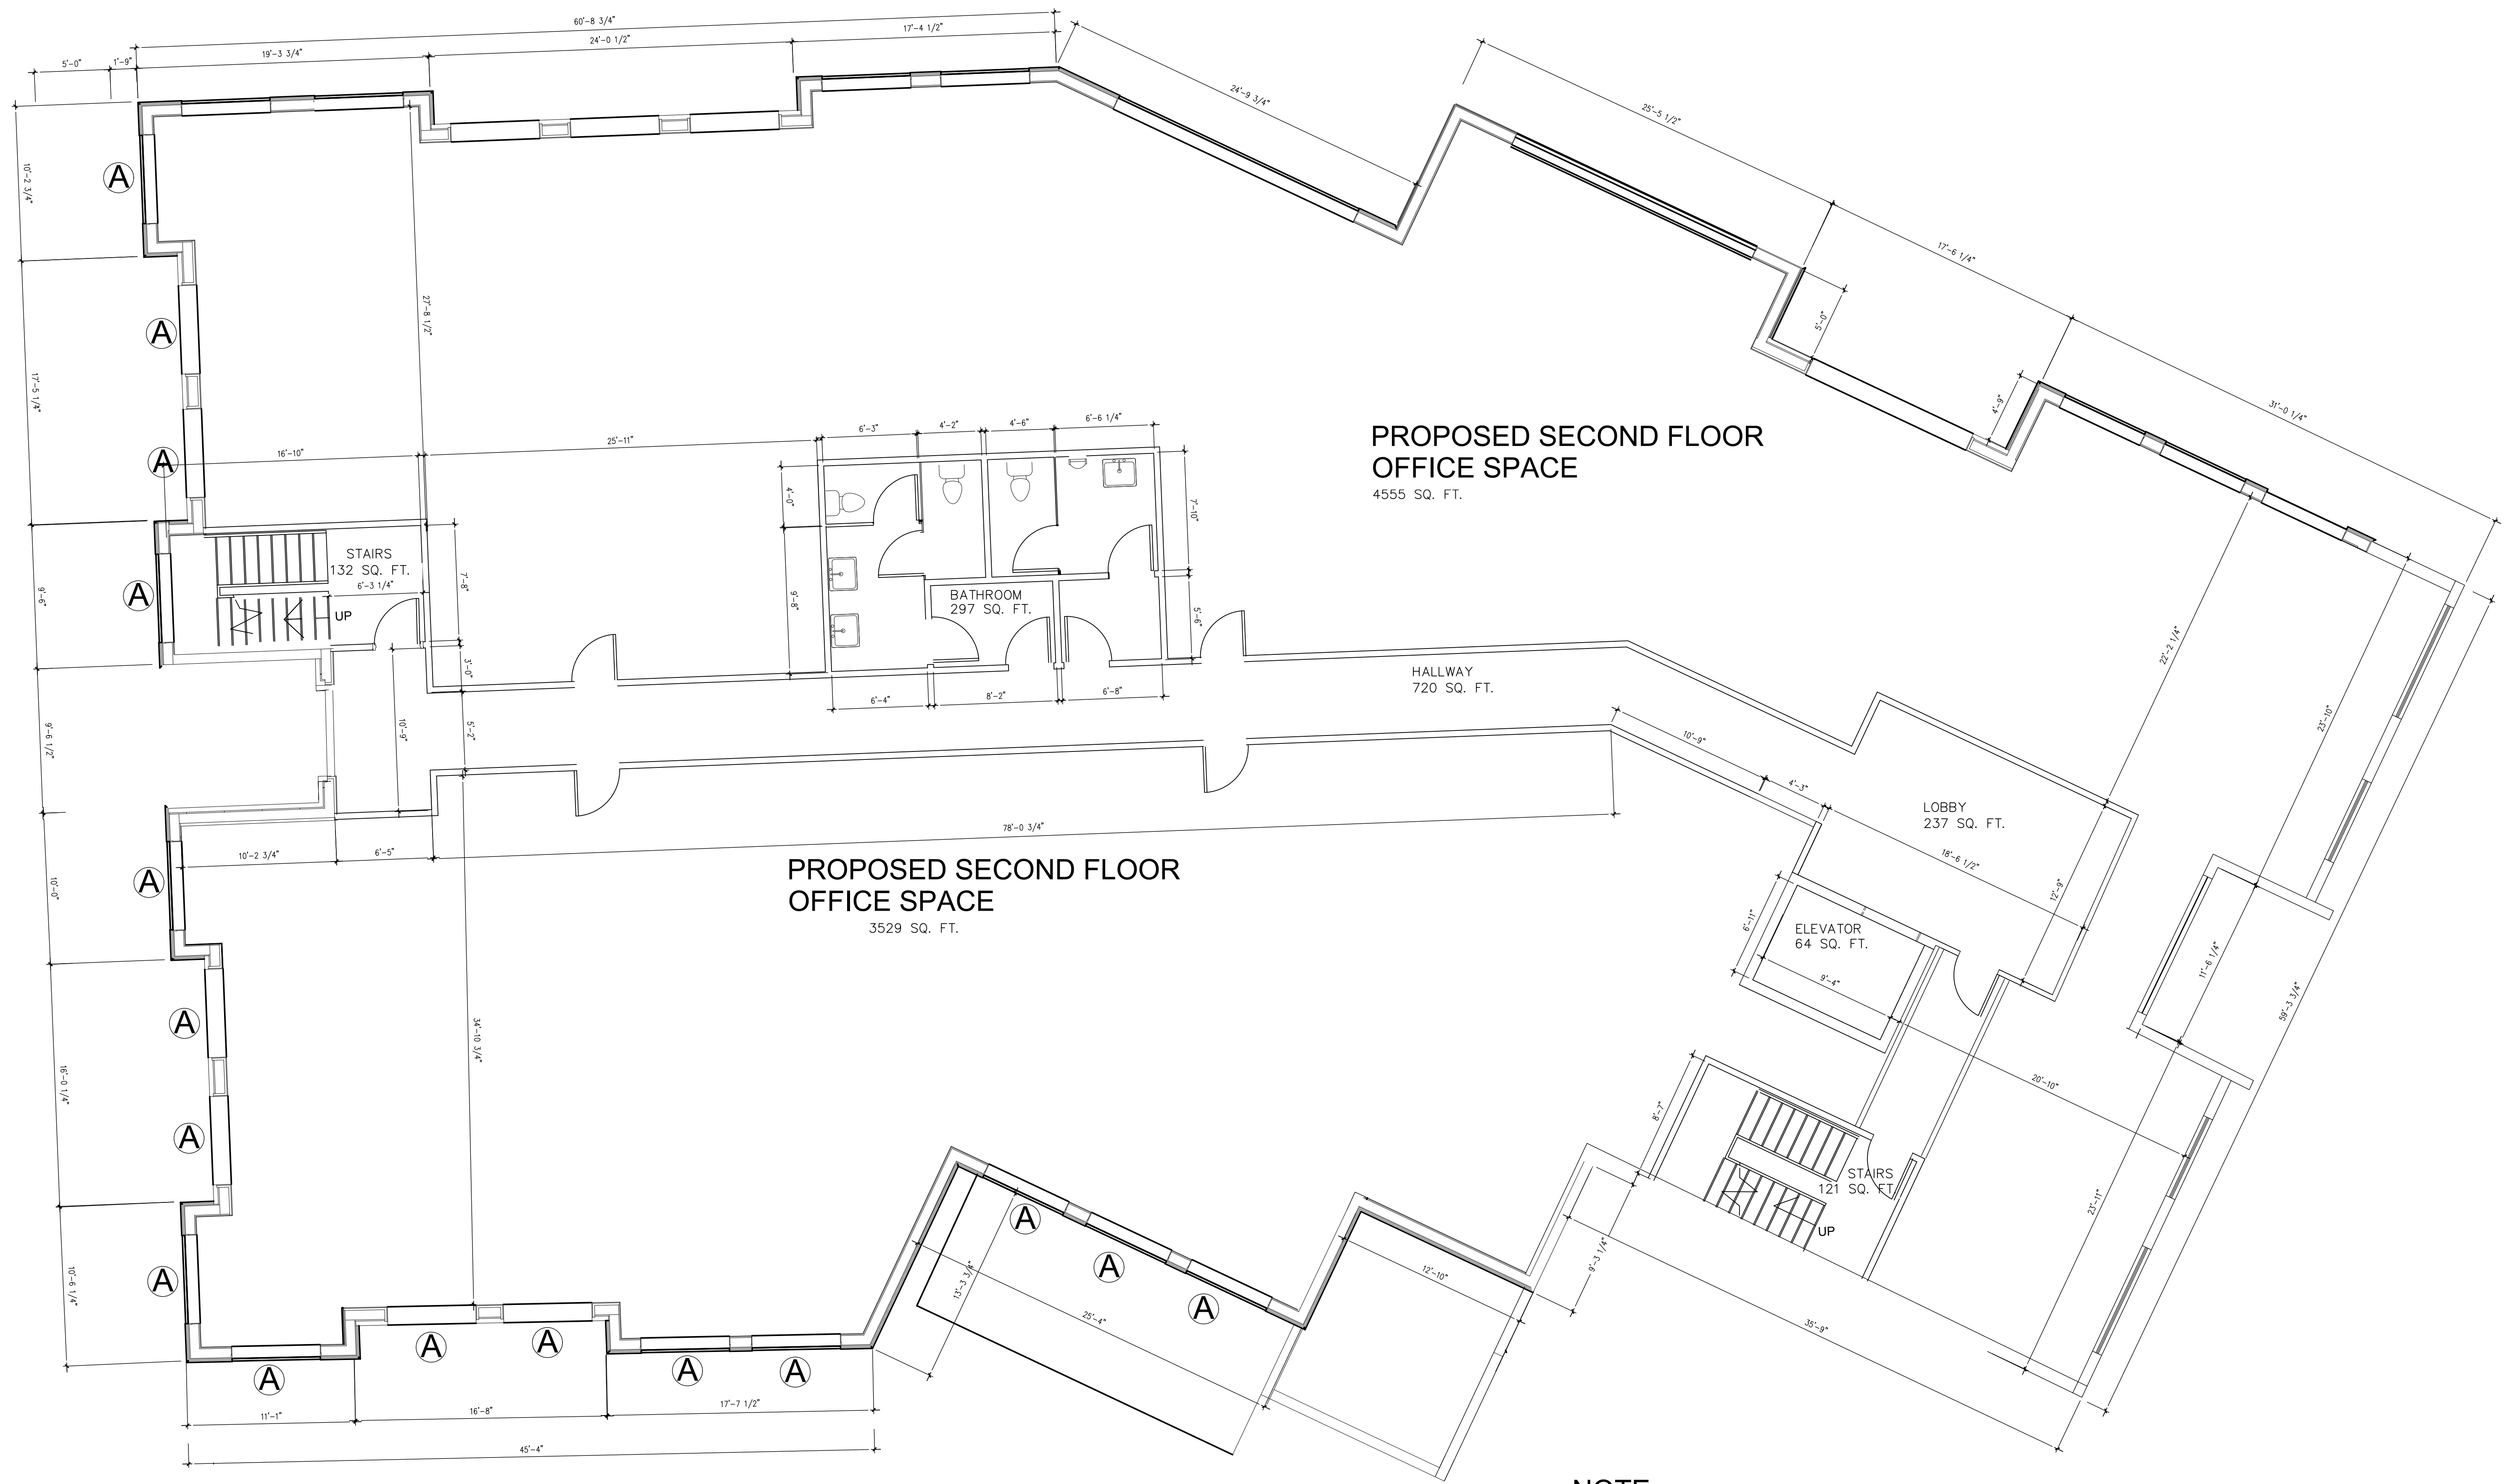 60'-8 3/4"
19'-3 3/4"
24'-0 1/2"
17'-4 1/2"
5'-0"
1'-9"
24'-9 3/4"
25'-5 1/2"
17'-6 1/4"
31'-0 1/4"
5'-0"
4'-9"
10'-2 3/4"
A
A
A
17'-5 1/4"
27'-8 1/2"
16'-10"
25'-11"
6'-3"
4'-2"
4'-6"
6'-6 1/4"
4'-0"
7'-10"
PROPOSED SECOND FLOOR
OFFICE SPACE
4555 SQ. FT.
9'-6"
A
STAIRS
132 SQ. FT.
6'-3 1/4"
UP
7'-8"
9'-8"
BATHROOM
297 SQ. FT.
5'-6"
3'-0"
6'-4"
8'-2"
6'-8"
HALLWAY
720 SQ. FT.
22'-2 1/4"
23'-10"
9'-6 1/2"
10'-9"
5'-2"
10'-9"
4'-3"
LOBBY
237 SQ. FT.
18'-6 1/2"
12'-9"
78'-0 3/4"
10'-2 3/4"
6'-5"
PROPOSED SECOND FLOOR
OFFICE SPACE
3529 SQ. FT.
A
10'-0"
6'-11"
ELEVATOR
64 SQ. FT.
9'-4"
11'-6 1/4"
59'-3 3/4"
A
34'-10 3/4"
16'-0 1/4"
A
8'-7"
20'-10"
STAIRS
121 SQ. FT.
UP
23'-11"
A
10'-6 1/4"
A
A
A
A
A
A
A
A
13'-3 3/4"
25'-4"
12'-10"
9'-3 1/4"
35'-9"
11'-1"
16'-8"
17'-7 1/2"
45'-4"
NOTE